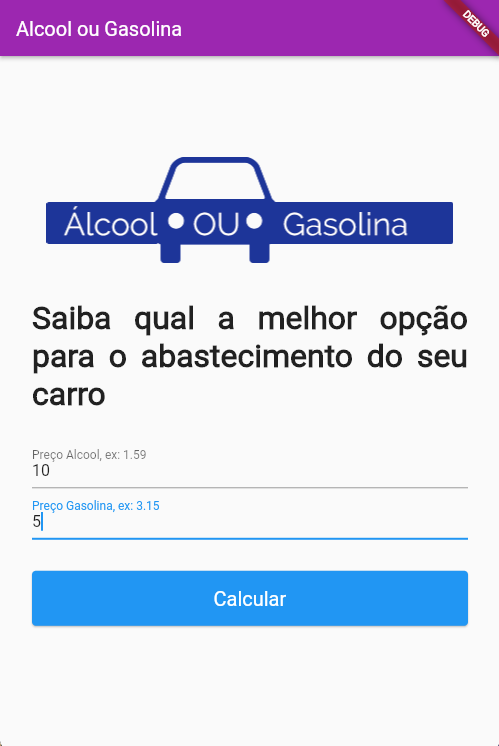 Alcool ou Gasolina
DEBUG
Álcool OU Gasolina
Saiba qual a melhor opção
para o abastecimento do seu
carro
Preço Alcool, ex: 1.59
10
Preço Gasolina, ex: 3.15
5
Calcular